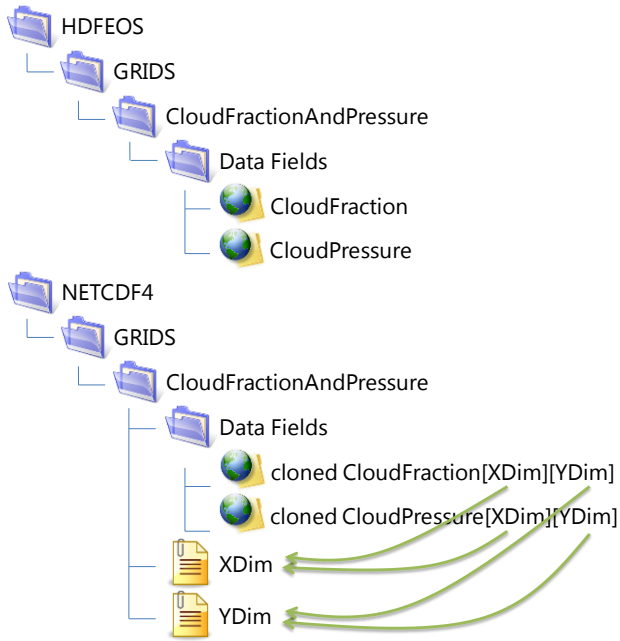 HDFEOS
GRIDS
CloudFractionAndPressure
Data Fields
CloudFraction
CloudPressure
NETCDF4
GRIDS
CloudFractionAndPressure
Data Fields
cloned CloudFraction[XDim][YDim]
cloned CloudPressure[XDim][YDim]
XDim
YDim